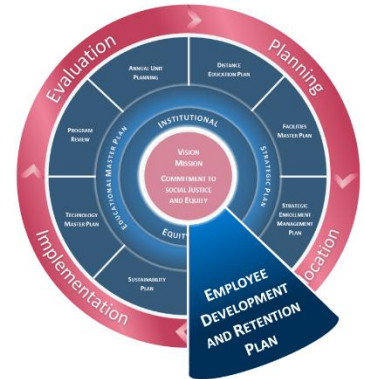 Evaluation
Planning
ocation
Implementation
ANNUAL UNIT
PLANNING
DISTANCE
EDUCATION PLAN
FACILITIES
MASTER PLAN
STRATEGIC
ENROLLMENT
MANAGEMENT
PLAN
SUSTAINABILITY
PLAN
TECHNOLOGY
MASTER PLAN
PROGRAM
REVIEW
EDUCATIONAL MASTER PLAN
STRATEGIC PLAN
INSTITUTIONAL
EQUIT
VISION
MISSION
COMMITMENT TO
SOCIAL JUSTICE
AND EQUITY
EMPLOYEE
DEVELOPMENT
AND RETENTION
PLAN